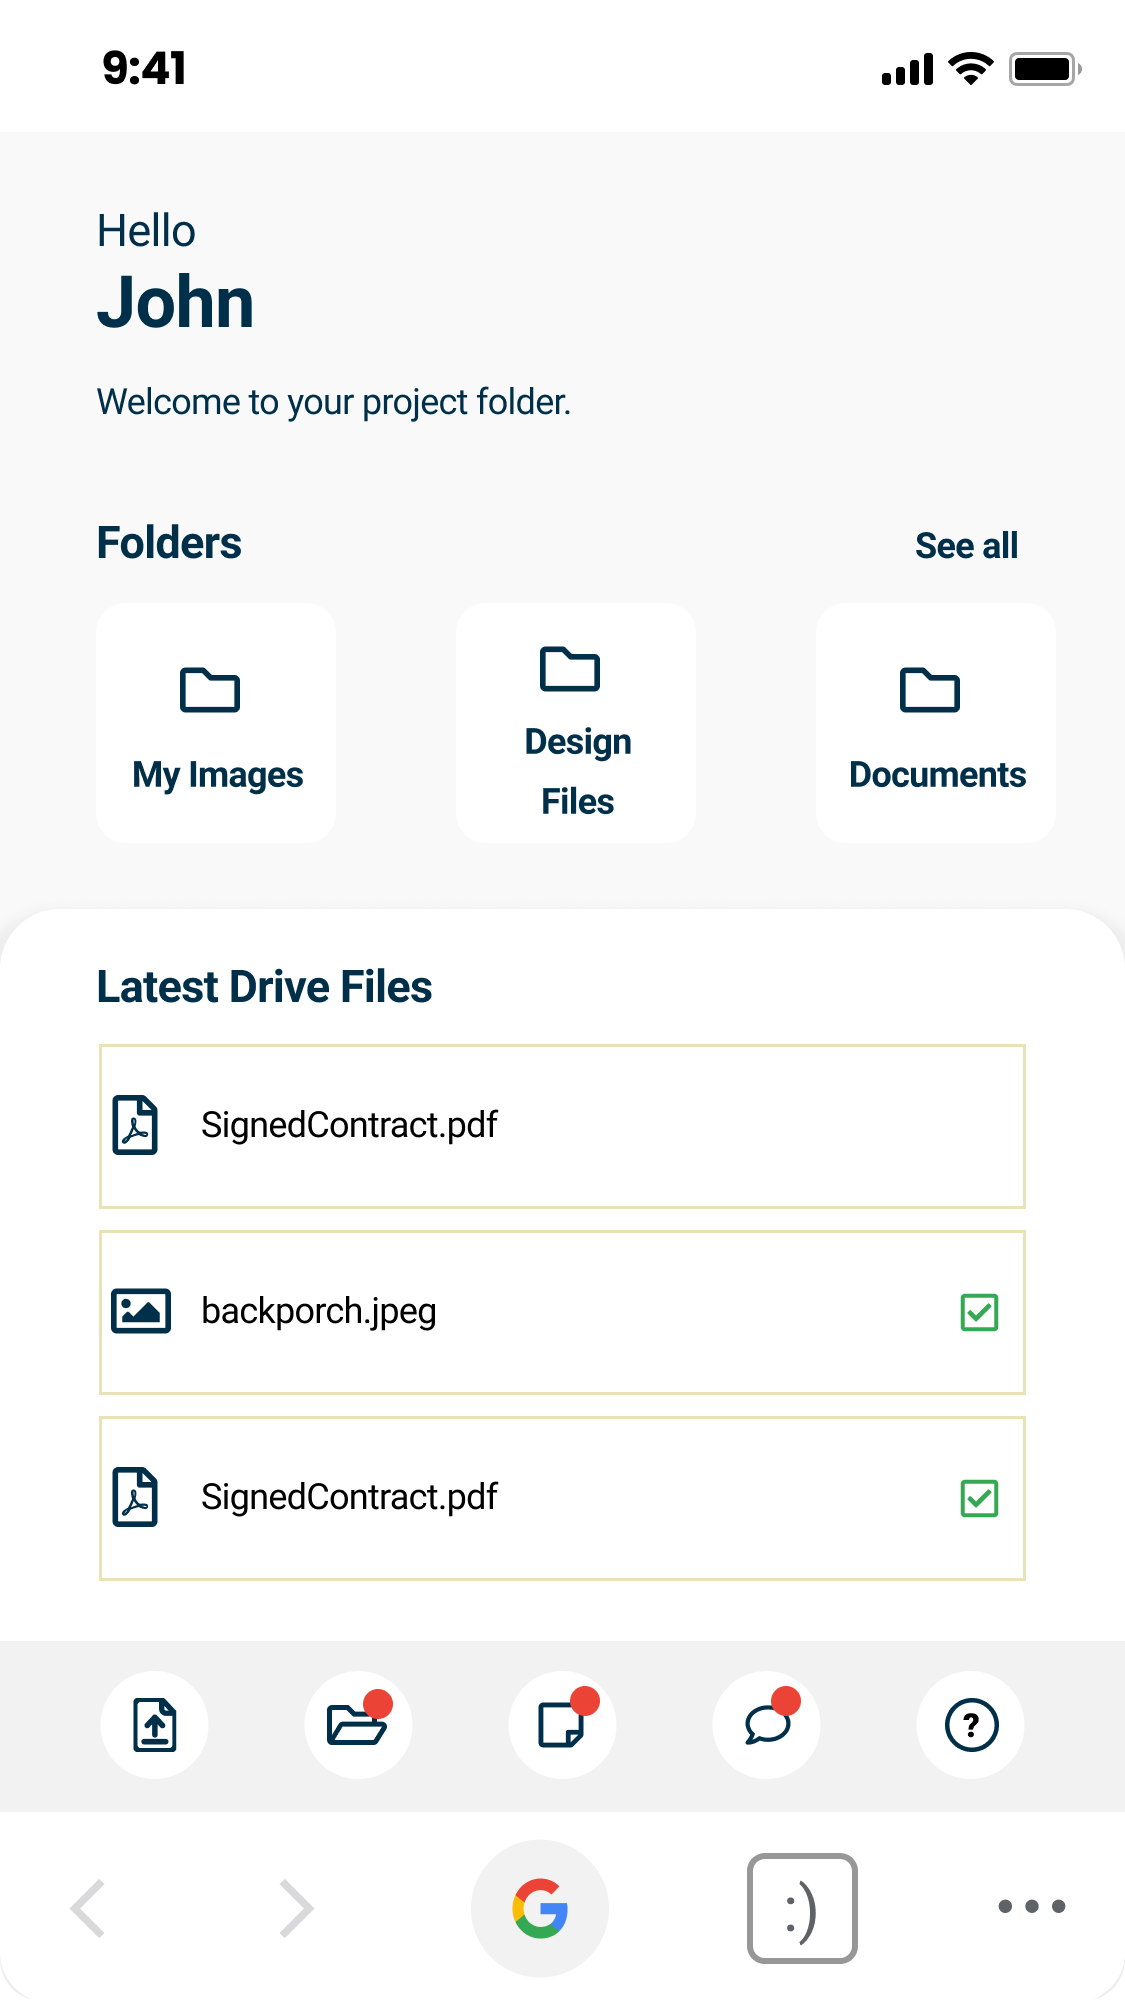 9:41
Hello
John
Welcome to your project folder.
Folders
See all
My Images
Design
Files
Documents
Latest Drive Files
SignedContract.pdf
backporch.jpeg
SignedContract.pdf
?
G
:)